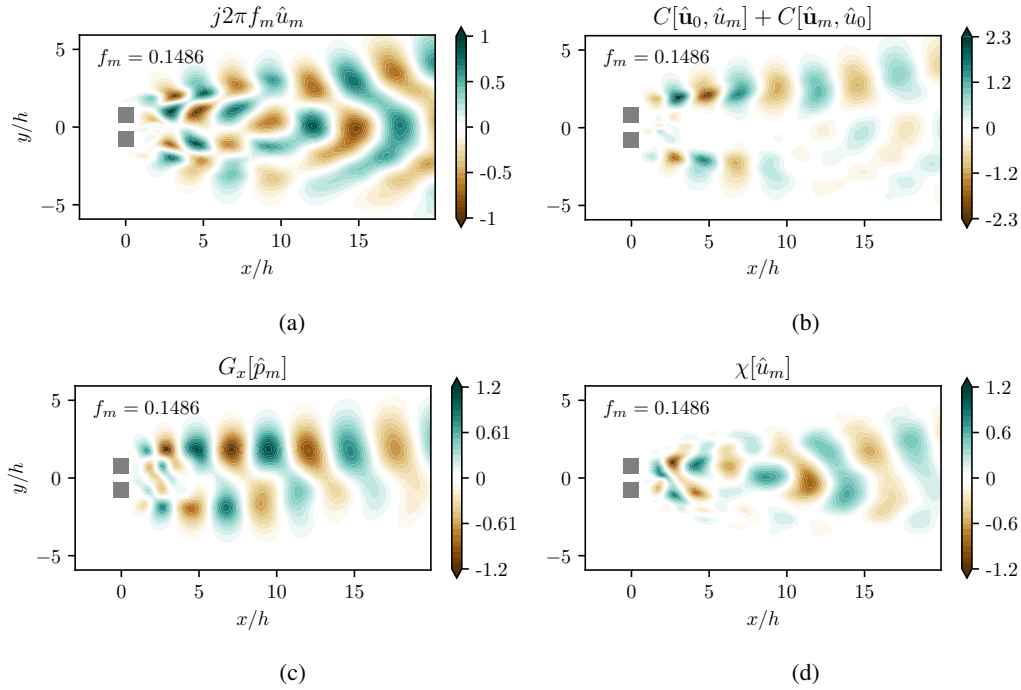 j2πf_m û_m
f_m = 0.1486
5
0
−5
y/h
0
5
10
15
x/h
1
0.5
0
-0.5
-1
(a)
C[û_0, û_m] + C[û_m, û_0]
f_m = 0.1486
5
0
−5
0
5
10
15
x/h
2.3
1.2
0
-1.2
-2.3
(b)
G_x[p̂_m]
f_m = 0.1486
5
0
−5
y/h
0
5
10
15
x/h
1.2
0.61
0
-0.61
-1.2
(c)
χ[û_m]
f_m = 0.1486
5
0
−5
0
5
10
15
x/h
1.2
0.6
0
-0.6
-1.2
(d)